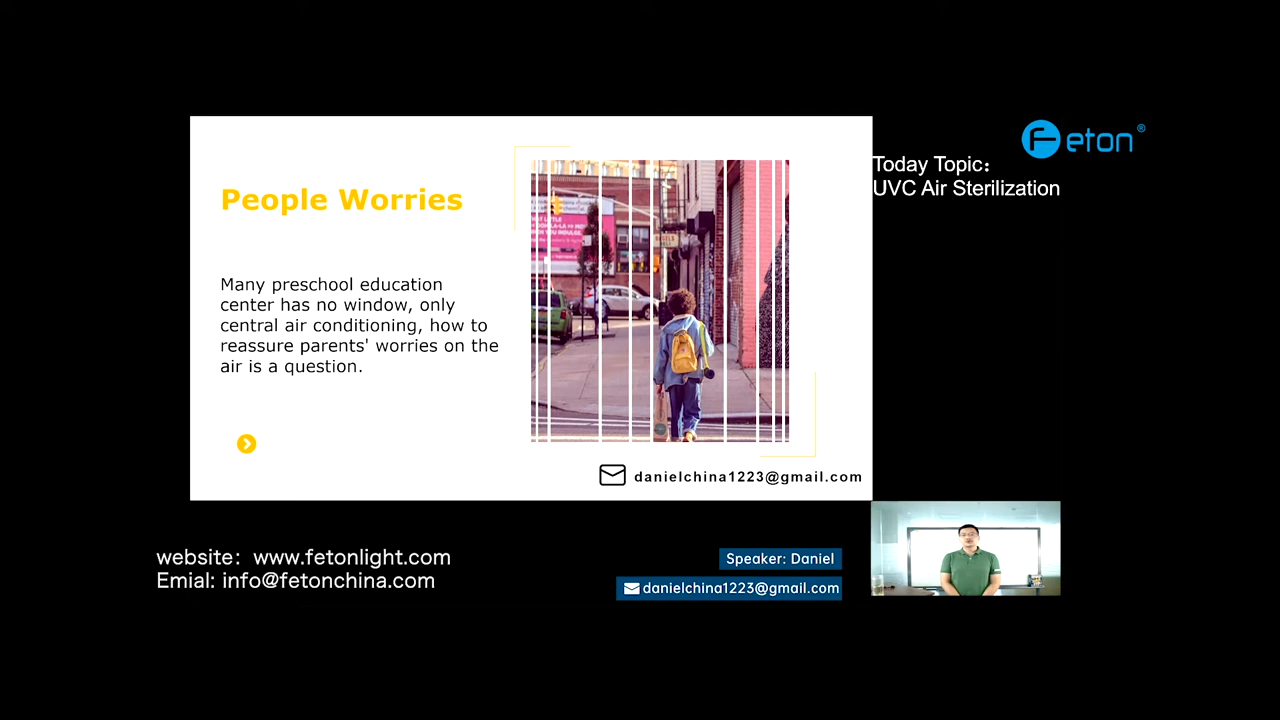 Feton®
Today Topic:
UVC Air Sterilization
People Worries
Many preschool education
center has no window, only
central air conditioning, how to
reassure parents' worries on the
air is a question.
danielchina1223@gmail.com
website: www.fetonlight.com
Emial: info@fetonchina.com
Speaker: Daniel
danielchina1223@gmail.com